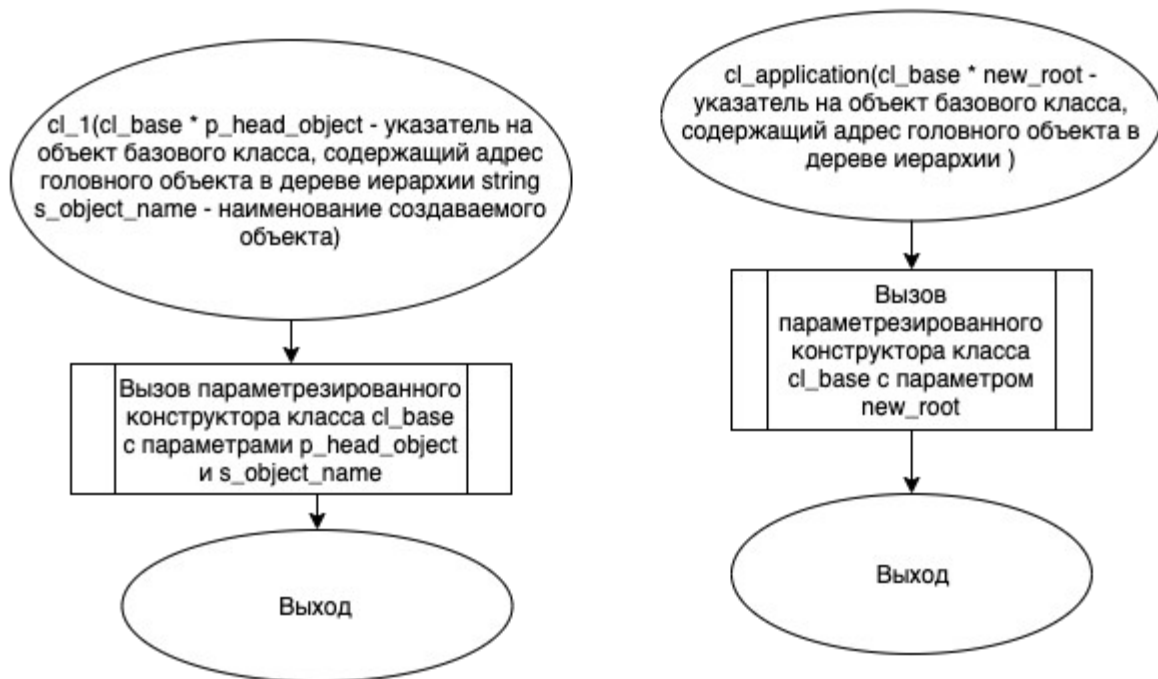 cl_1(cl_base * p_head_object - указатель на
объект базового класса, содержащий адрес
головного объекта в дереве иерархии string
s_object_name - наименование создаваемого
объекта)
Вызов параметрезированного
конструктора класса cl_base
с параметрами p_head_object
и s_object_name
Выход
cl_application(cl_base * new_root -
указатель на объект базового класса,
содержащий адрес головного объекта в
дереве иерархии )
Вызов
параметрезированного
конструктора класса
cl_base с параметром
new_root
Выход